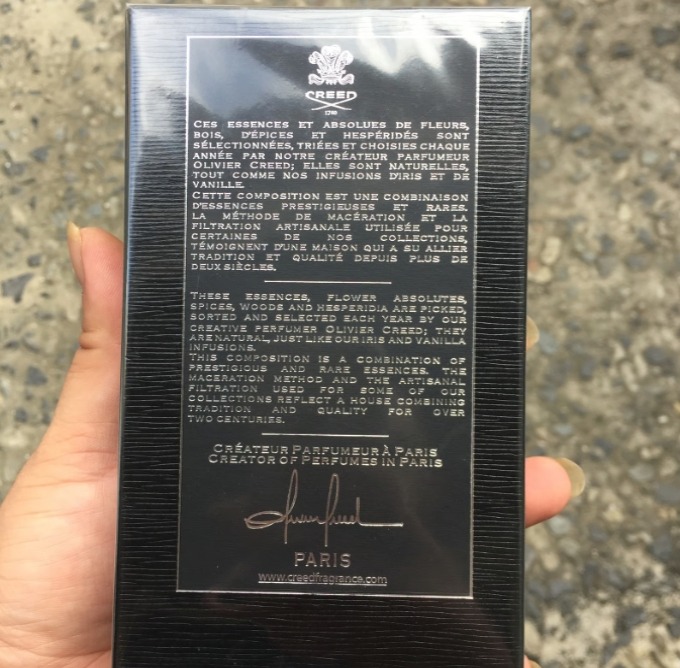 CREED
1760
CES ESSENCES ET ABSOLUES DE FLEURS,
BOIS, D'ÉPICES ET HESPÉRIDÉS SONT
SÉLECTIONNÉES, TRIÉES ET CHOISIES CHAQUE
ANNÉE PAR NOTRE CRÉATEUR PARFUMEUR
OLIVIER CREED; ELLES SONT NATURELLES,
TOUT COMME NOS INFUSIONS D'IRIS ET DE
VANILLE.
CETTE COMPOSITION EST UNE COMBINAISON
D'ESSENCES PRESTIGIEUSES ET RARES.
LA MÉTHODE DE MACÉRATION ET LA
FILTRATION ARTISANALE UTILISÉE POUR
CERTAINES DE NOS COLLECTIONS,
TÉMOIGNENT D'UNE MAISON QUI A SU ALLIER
TRADITION ET QUALITÉ DEPUIS PLUS DE
DEUX SIÈCLES.
THESE ESSENCES, FLOWER ABSOLUTES,
SPICES, WOODS AND HESPERIDIA ARE PICKED,
SORTED AND SELECTED EACH YEAR BY OUR
CREATIVE PERFUMER OLIVIER CREED; THEY
ARE NATURAL, JUST LIKE OUR IRIS AND VANILLA
INFUSIONS.
THIS COMPOSITION IS A COMBINATION OF
PRESTIGIOUS AND RARE ESSENCES. THE
MACERATION METHOD AND THE ARTISANAL
FILTRATION USED FOR SOME OF OUR
COLLECTIONS REFLECT A HOUSE COMBINING
TRADITION AND QUALITY FOR OVER
TWO CENTURIES.
CRÉATEUR PARFUMEUR À PARIS
CREATOR OF PERFUMES IN PARIS
Olivier Creed
PARIS
www.creedfragrance.com